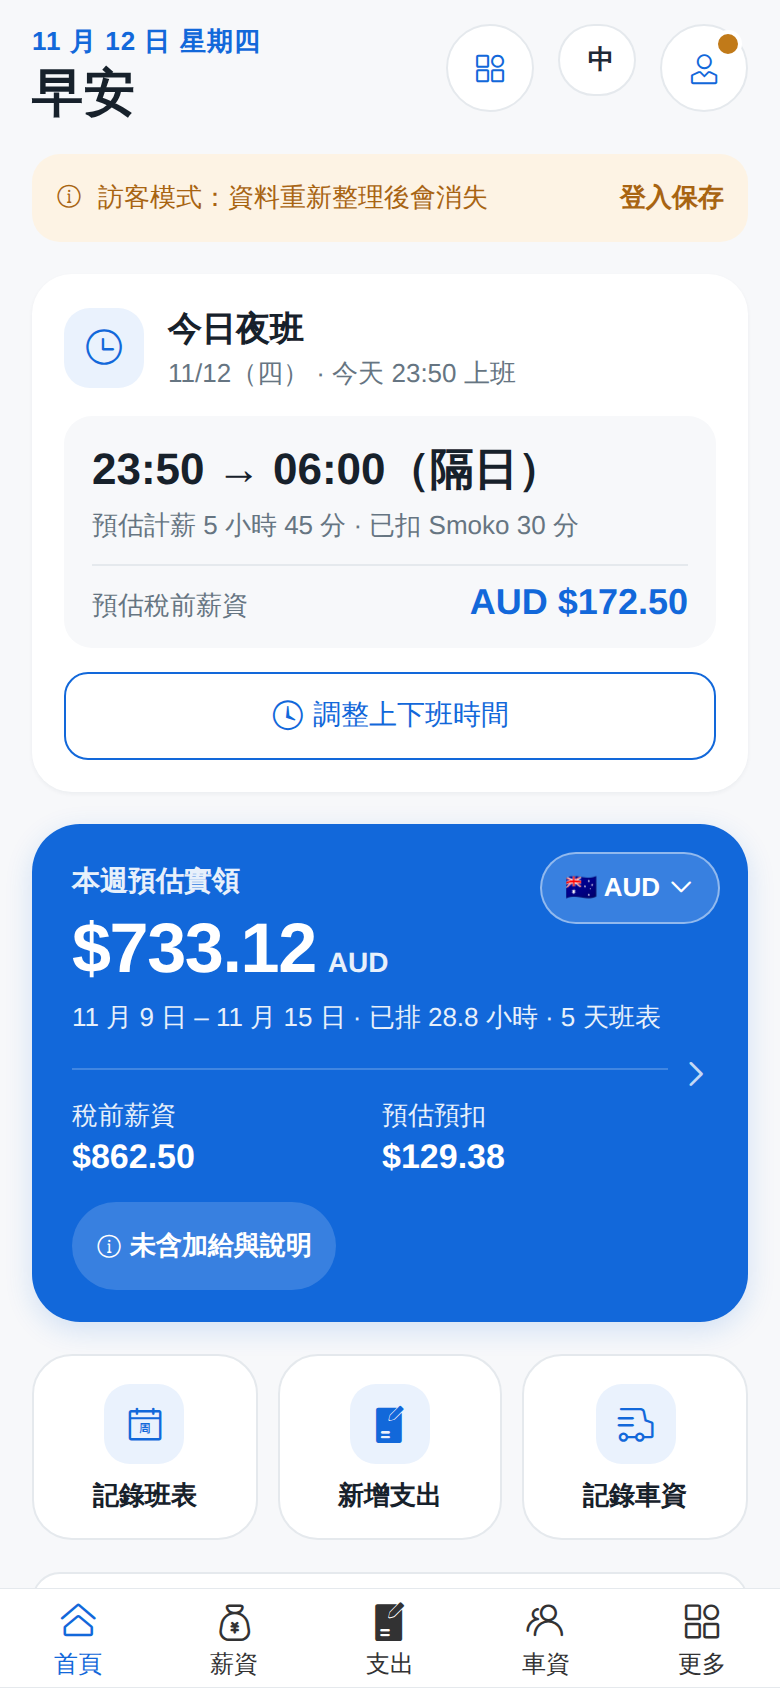 11 月 12 日 星期四
早安
中
訪客模式：資料重新整理後會消失
登入保存
今日夜班
11/12（四） · 今天 23:50 上班
23:50 → 06:00（隔日）
預估計薪 5 小時 45 分 · 已扣 Smoko 30 分
預估稅前薪資
AUD $172.50
調整上下班時間
本週預估實領
AUD
$733.12 AUD
11 月 9 日 – 11 月 15 日 · 已排 28.8 小時 · 5 天班表
稅前薪資
預估預扣
$862.50
$129.38
未含加給與說明
周
記錄班表
新增支出
記錄車資
¥
首頁
薪資
支出
車資
更多